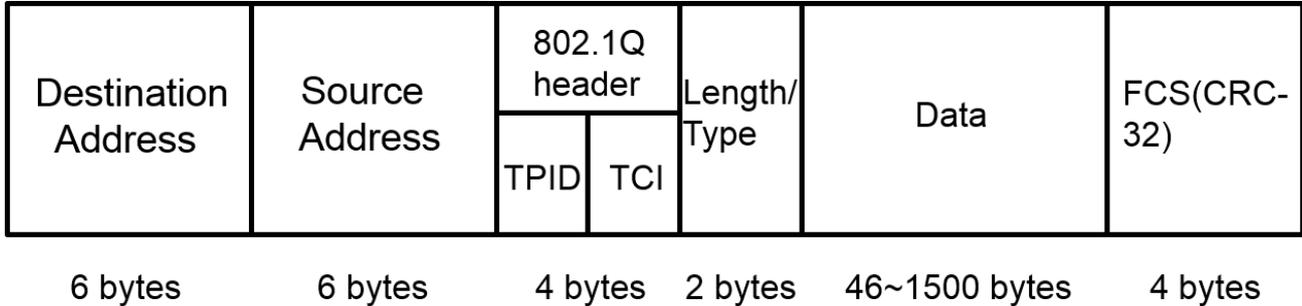 Destination
Address
Source
Address
802.1Q
header
TPID
TCI
Length/
Type
Data
FCS(CRC-
32)
6 bytes
6 bytes
4 bytes
2 bytes
46~1500 bytes
4 bytes